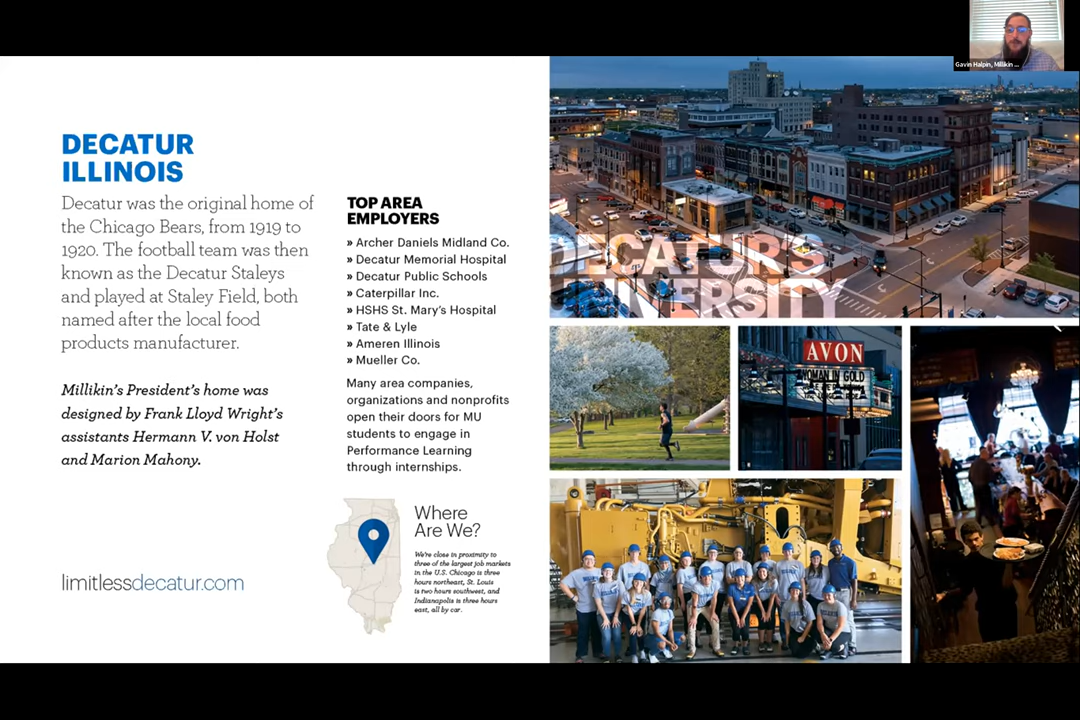 Gavin Halpin, Millikin ...
DECATUR
ILLINOIS
Decatur was the original home of
the Chicago Bears, from 1919 to
1920. The football team was then
known as the Decatur Staleys
and played at Staley Field, both
named after the local food
products manufacturer.
Millikin's President's home was
designed by Frank Lloyd Wright's
assistants Hermann V. von Holst
and Marion Mahony.
limitlessdecatur.com
TOP AREA
EMPLOYERS
» Archer Daniels Midland Co.
» Decatur Memorial Hospital
» Decatur Public Schools
» Caterpillar Inc.
» HSHS St. Mary's Hospital
» Tate & Lyle
» Ameren Illinois
» Mueller Co.
Many area companies,
organizations and nonprofits
open their doors for MU
students to engage in
Performance Learning
through internships.
Where
Are We?
We're close in proximity to
three of the largest job markets
in the U.S. Chicago is three
hours northeast, St. Louis
is two hours southwest, and
Indianapolis is three hours
east, all by car.
DECATUR'S
UNIVERSITY
AVON
WOMAN IN GOLD